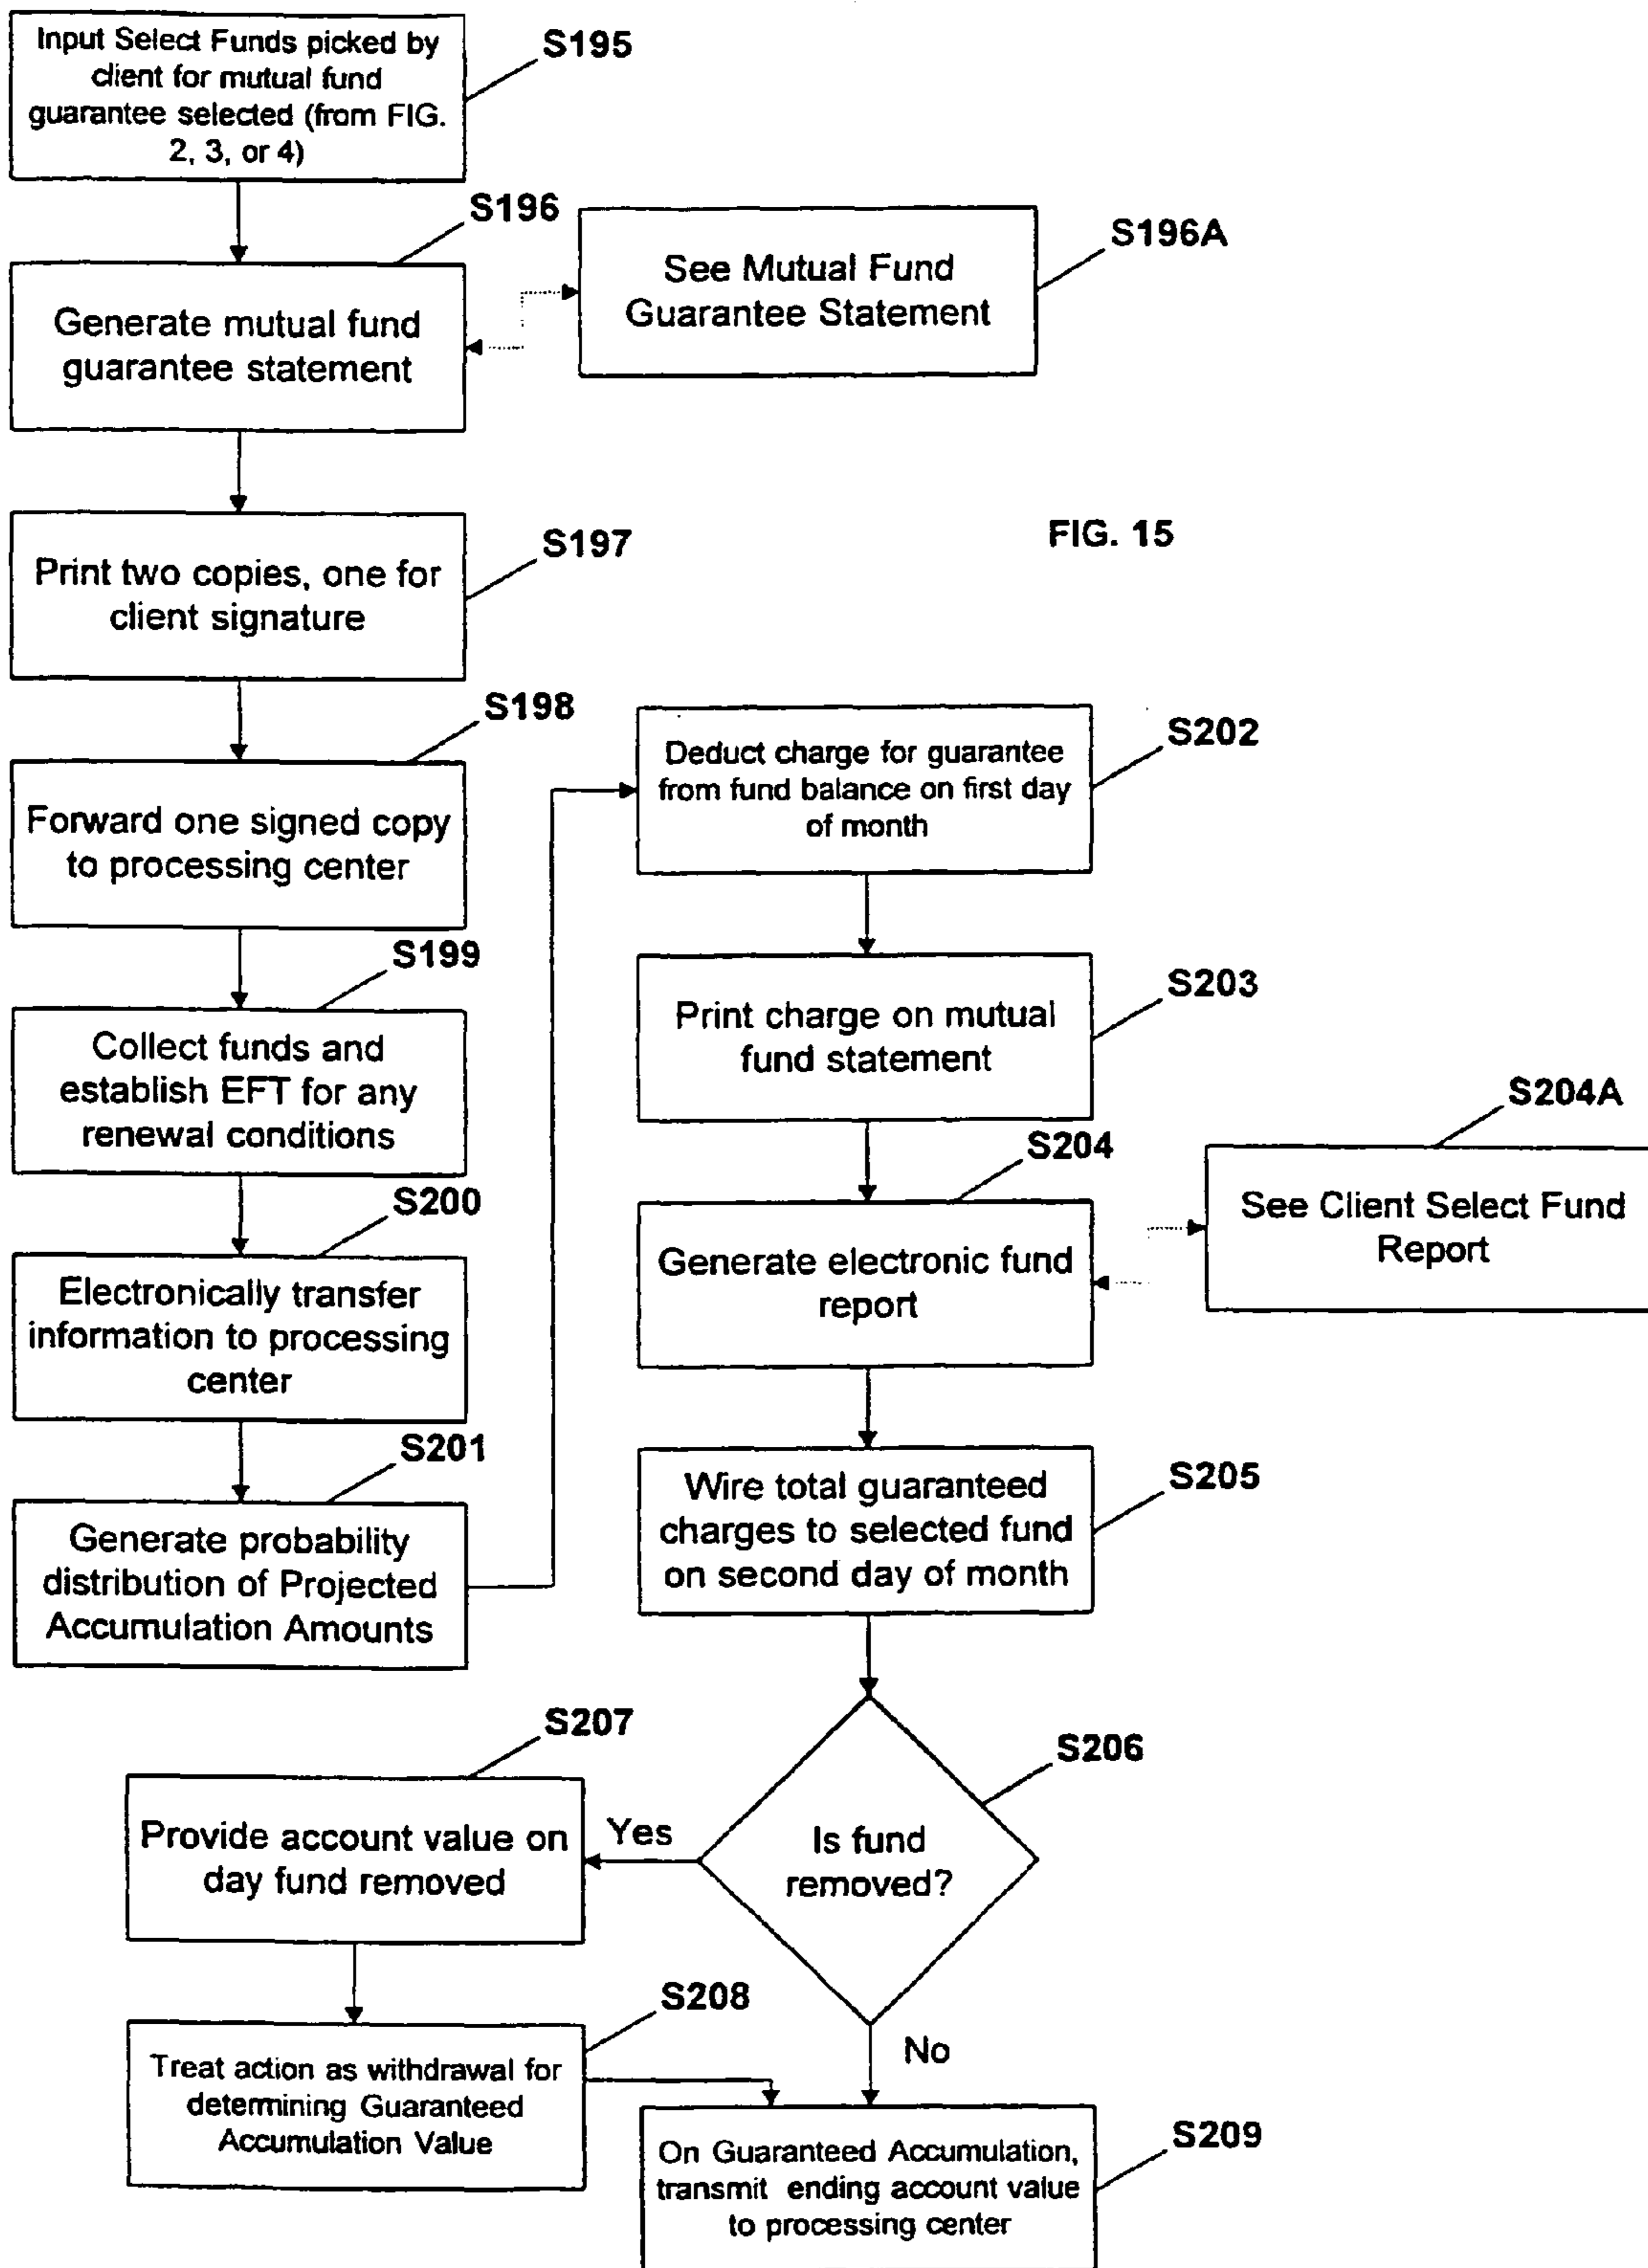 Input Select Funds picked by
client for mutual fund
guarantee selected (from FIG.
2, 3, or 4)
S195
S196
Generate mutual fund
guarantee statement
See Mutual Fund
Guarantee Statement
S196A
FIG. 15
S197
Print two copies, one for
client signature
S198
Forward one signed copy
to processing center
S199
Collect funds and
establish EFT for any
renewal conditions
S200
Electronically transfer
information to processing
center
S201
Generate probability
distribution of Projected
Accumulation Amounts
S202
Deduct charge for guarantee
from fund balance on first day
of month
S203
Print charge on mutual
fund statement
S204
Generate electronic fund
report
S204A
See Client Select Fund
Report
S205
Wire total guaranteed
charges to selected fund
on second day of month
S206
Is fund
removed?
Yes
No
S207
Provide account value on
day fund removed
S208
Treat action as withdrawal for
determining Guaranteed
Accumulation Value
S209
On Guaranteed Accumulation,
transmit ending account value
to processing center